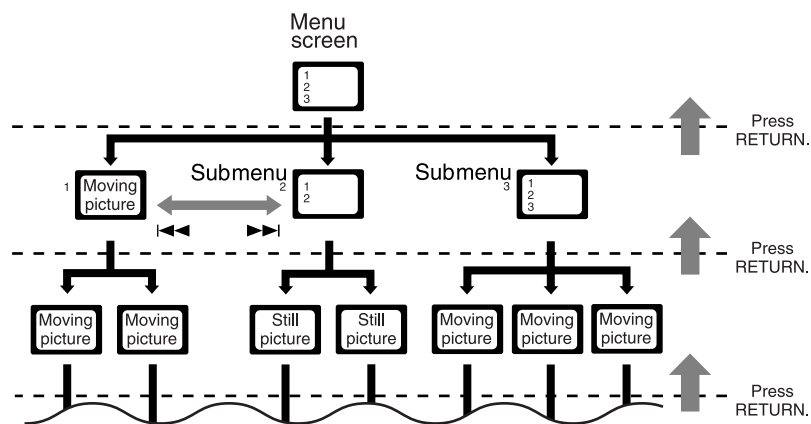 Menu
screen
1
2
3
Press
RETURN.
1
Moving
picture
Submenu
2
1
2
Submenu
3
1
2
3
Press
RETURN.
Moving
picture
Moving
picture
Still
picture
Still
picture
Moving
picture
Moving
picture
Moving
picture
Press
RETURN.